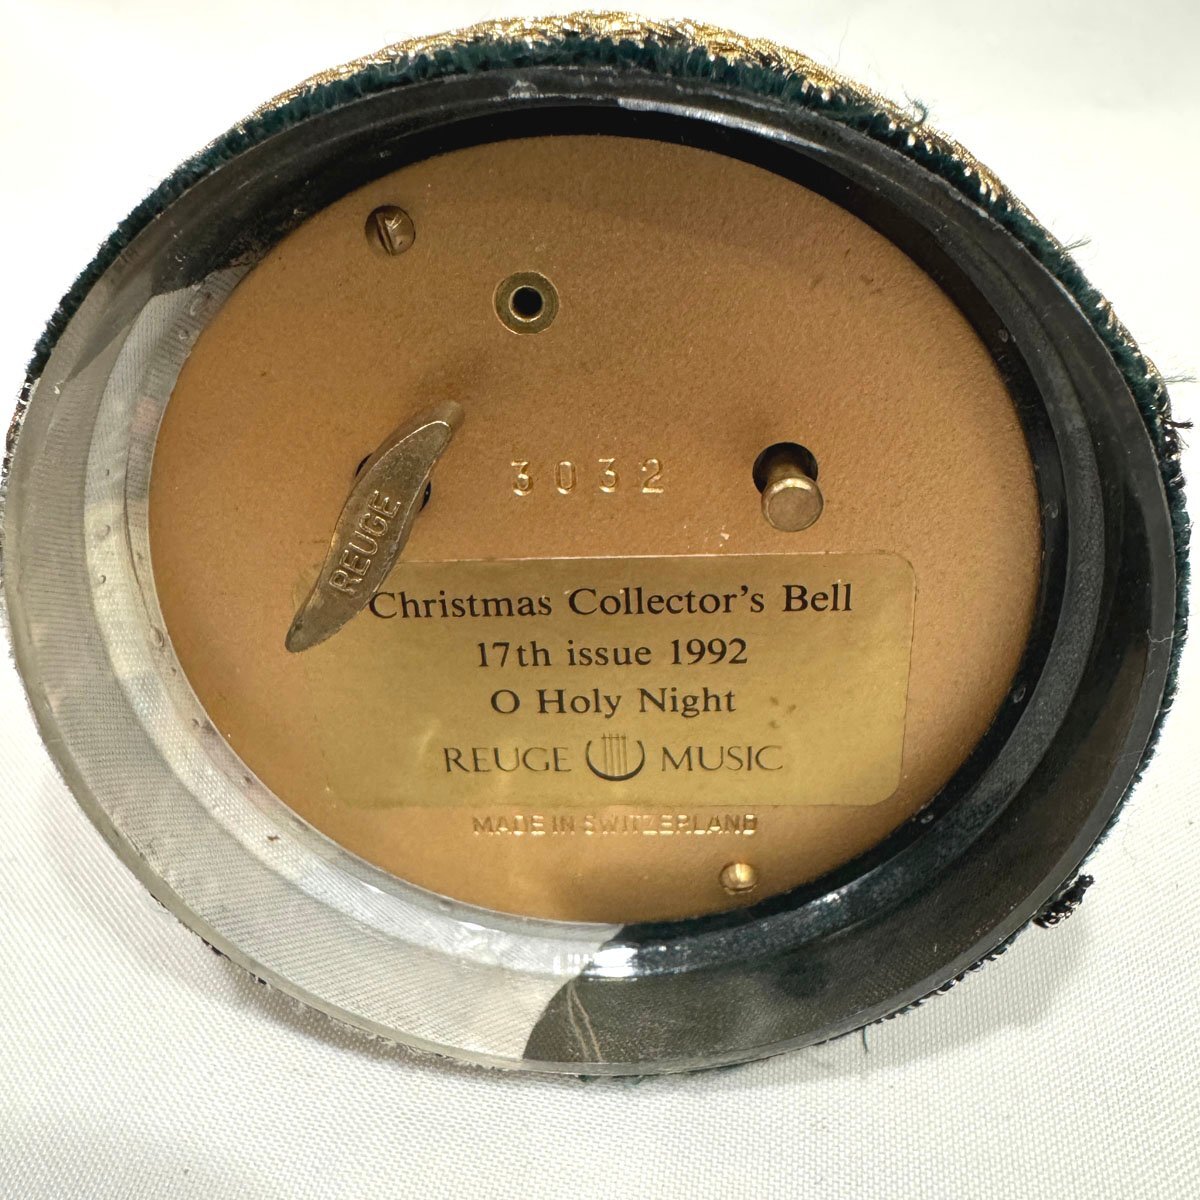 3032
REUGE
Christmas Collector's Bell
17th issue 1992
O Holy Night
REUGE MUSIC
MADE IN SWITZERLAND